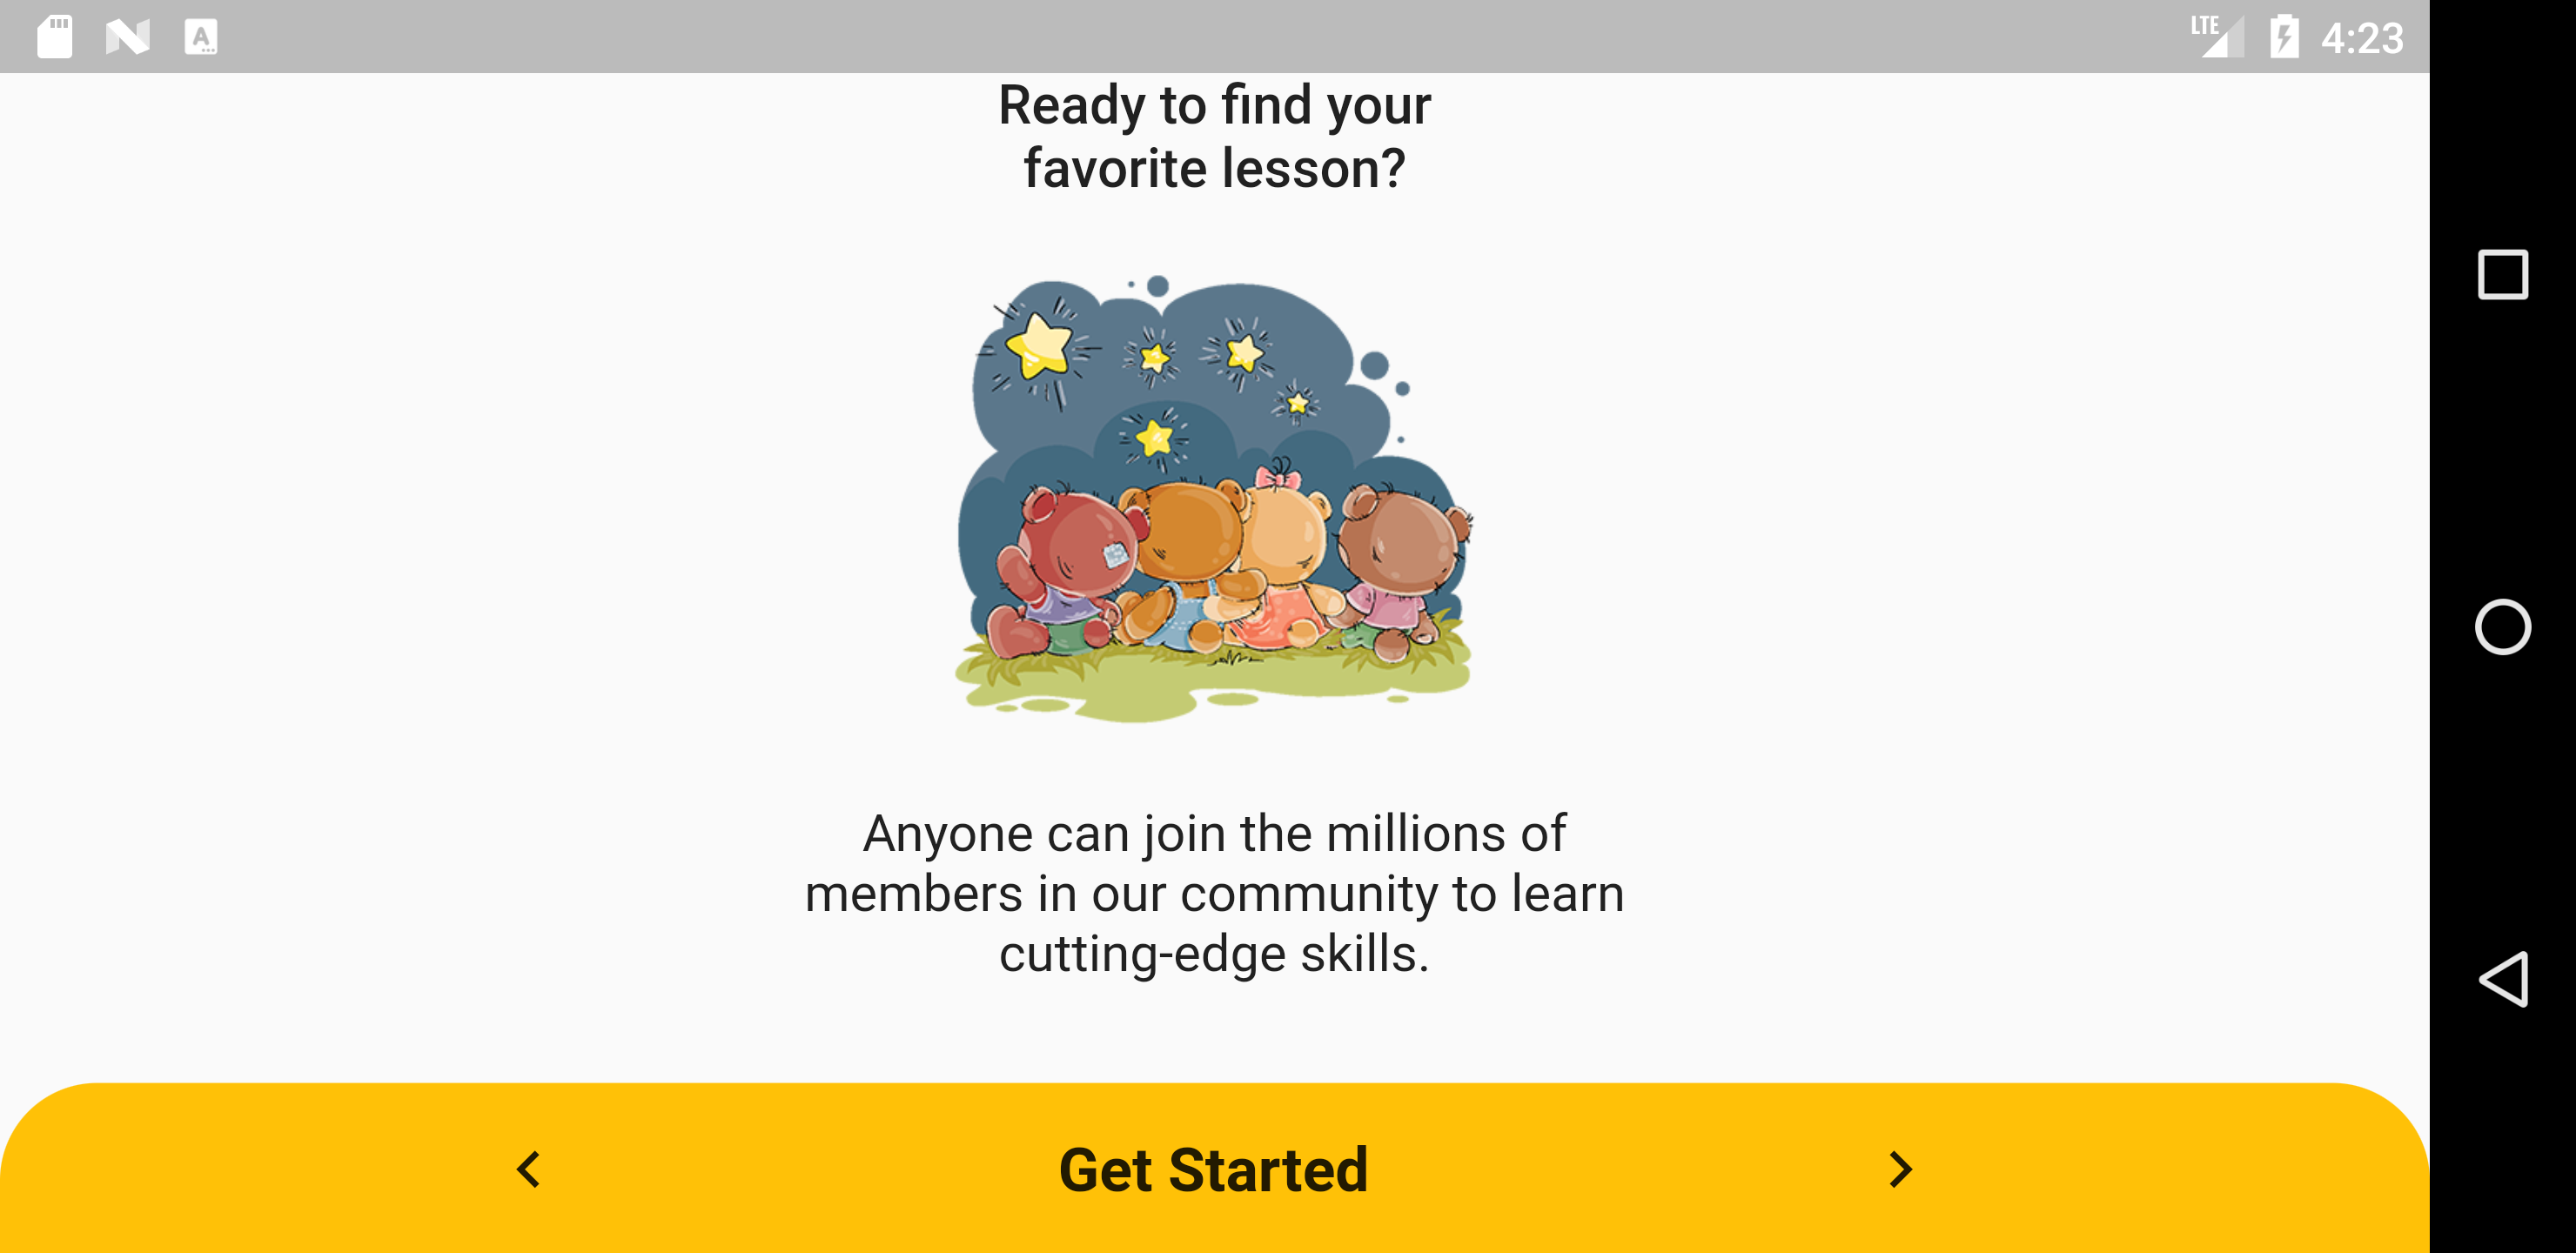 LTE 4:23
Ready to find your
favorite lesson?
Anyone can join the millions of
members in our community to learn
cutting-edge skills.
Get Started